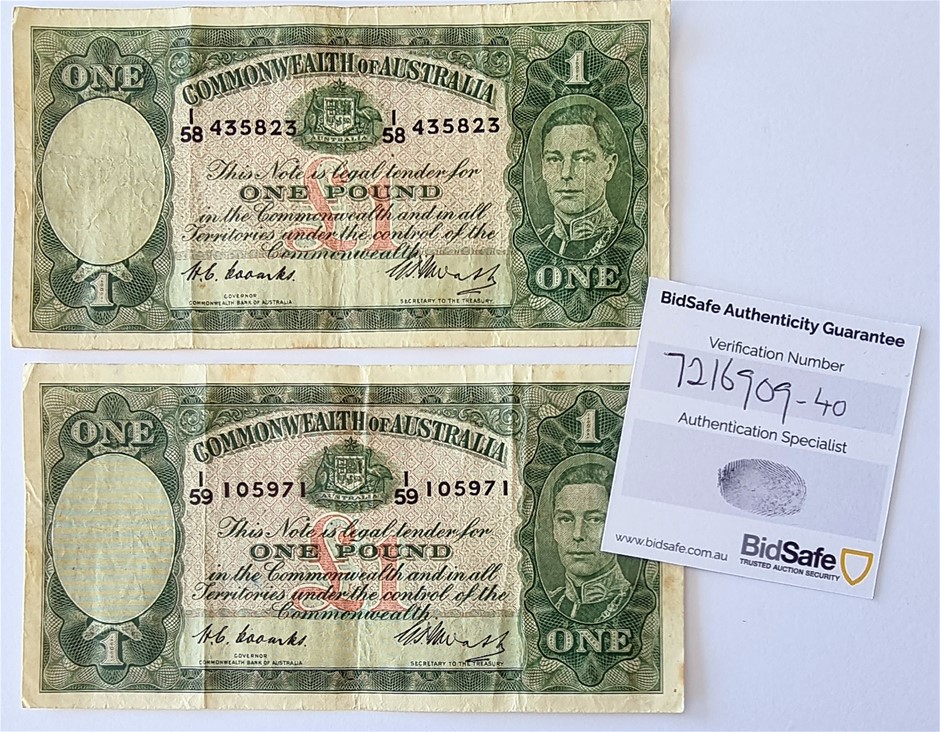 ONE
1
COMMONWEALTH OF AUSTRALIA
I
58 435823
I
58 435823
AUSTRALIA
This Note is legal tender for
£1
ONE POUND
in the Commonwealth and in all
Territories under the control of the
Commonwealth.
GOVERNOR
COMMONWEALTH BANK OF AUSTRALIA
SECRETARY TO THE TREASURY.
1
ONE
ONE
1
COMMONWEALTH OF AUSTRALIA
I
59 105971
I
59 105971
AUSTRALIA
This Note is legal tender for
£1
ONE POUND
in the Commonwealth and in all
Territories under the control of the
Commonwealth.
GOVERNOR
COMMONWEALTH BANK OF AUSTRALIA
SECRETARY TO THE TREASURY.
1
ONE
BidSafe Authenticity Guarantee
Verification Number
7216909-40
Authentication Specialist
www.bidsafe.com.au
BidSafe
TRUSTED AUCTION SECURITY